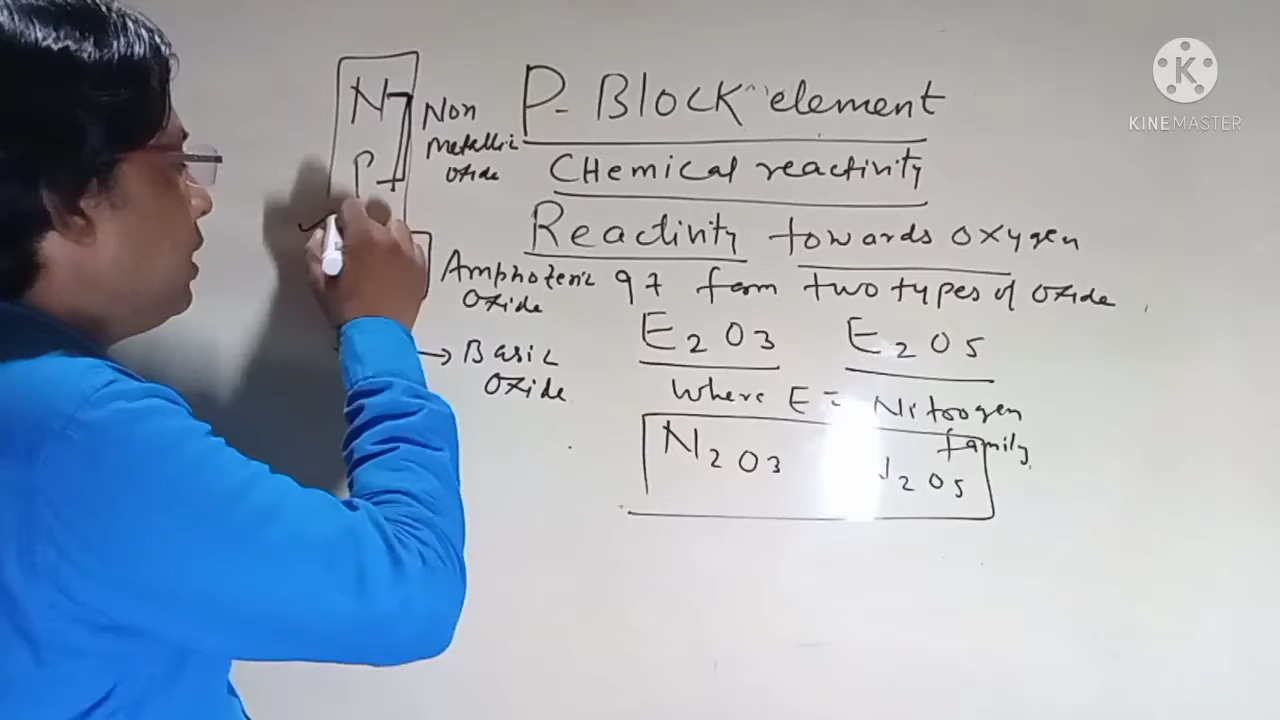 P- BLOCK element
CHemical reactivity
Reactivity towards oxygen
9t form two types of oxide
E2O3 E2O5
Where E = Nitrogen
family
N2O3 2O5
N
P
Non
metallic
oxide
Amphoteric
oxide
→ Basic
oxide
K
KINEMASTER